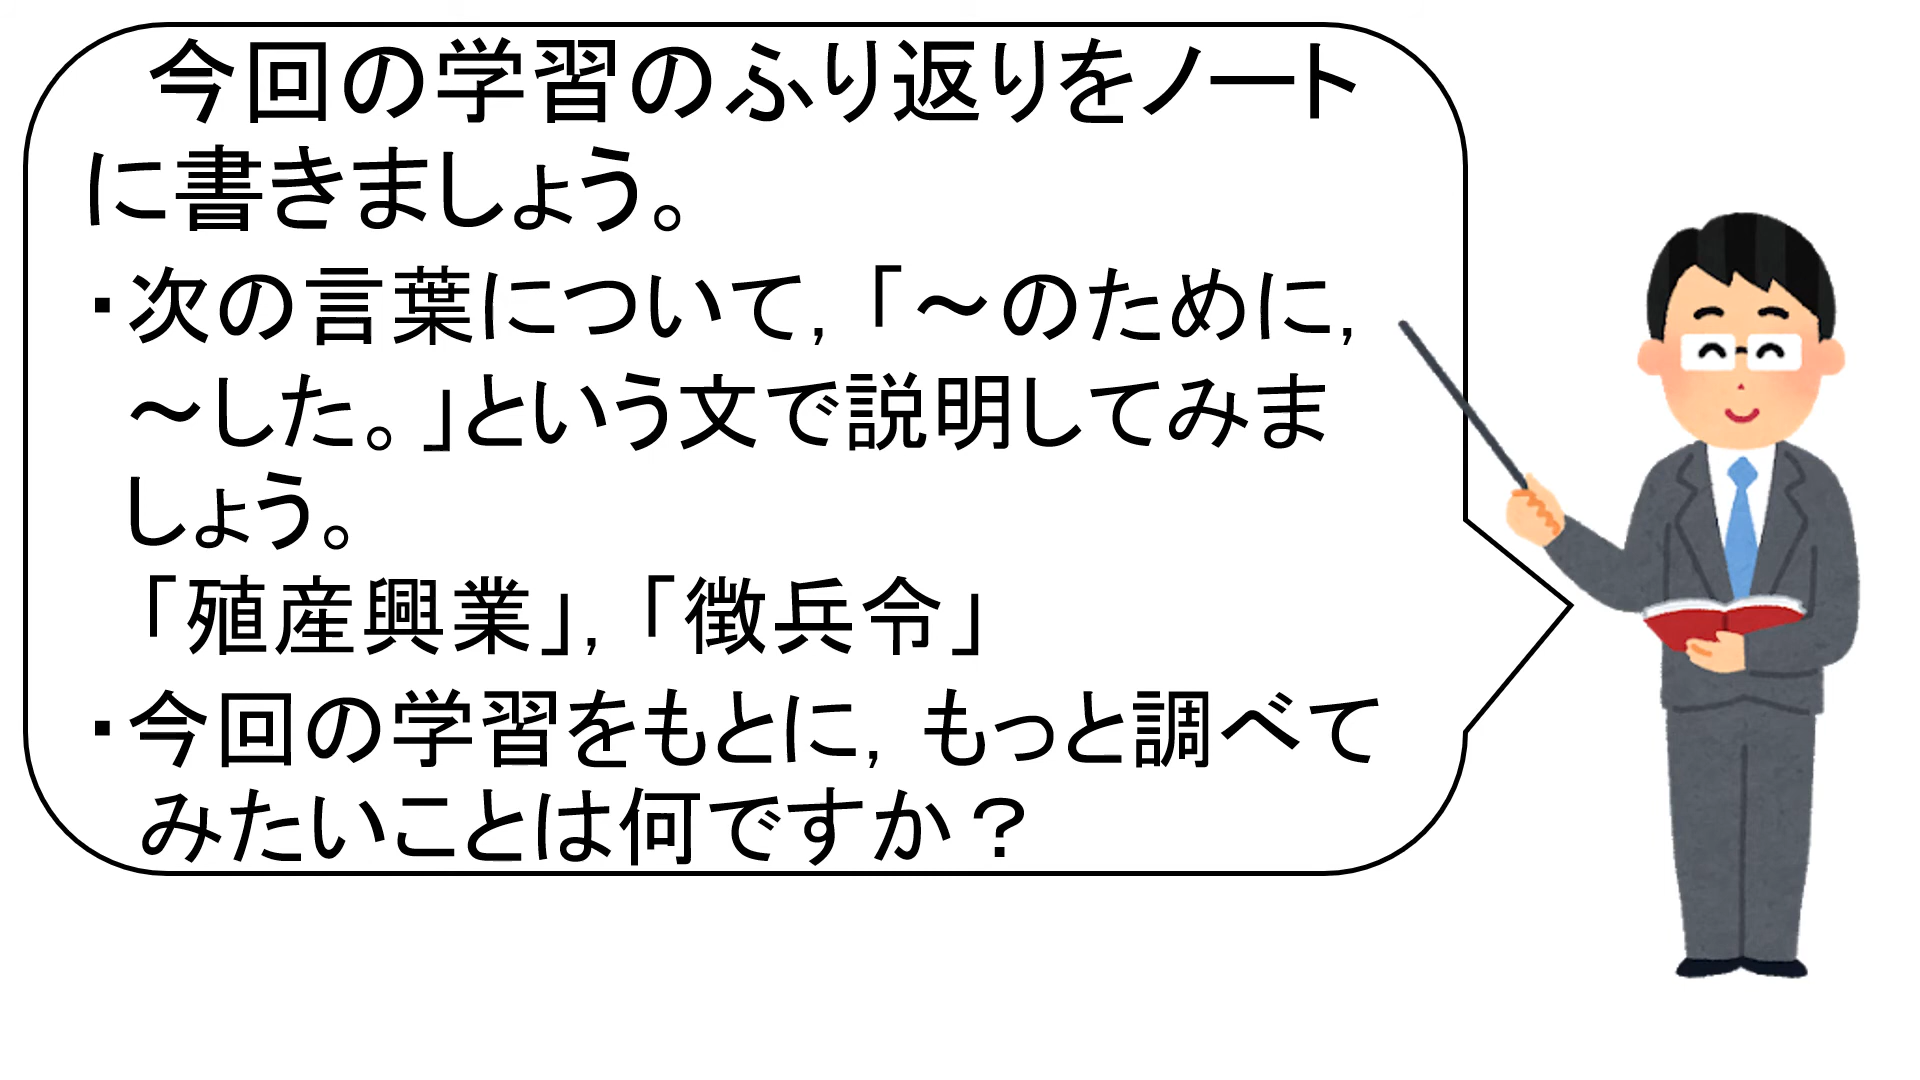 今回の学習のふり返りをノート
に書きましょう。
・次の言葉について,「～のために,
～した。」という文で説明してみま
しょう。
「殖産興業」,「徴兵令」
・今回の学習をもとに,もっと調べて
みたいことは何ですか？